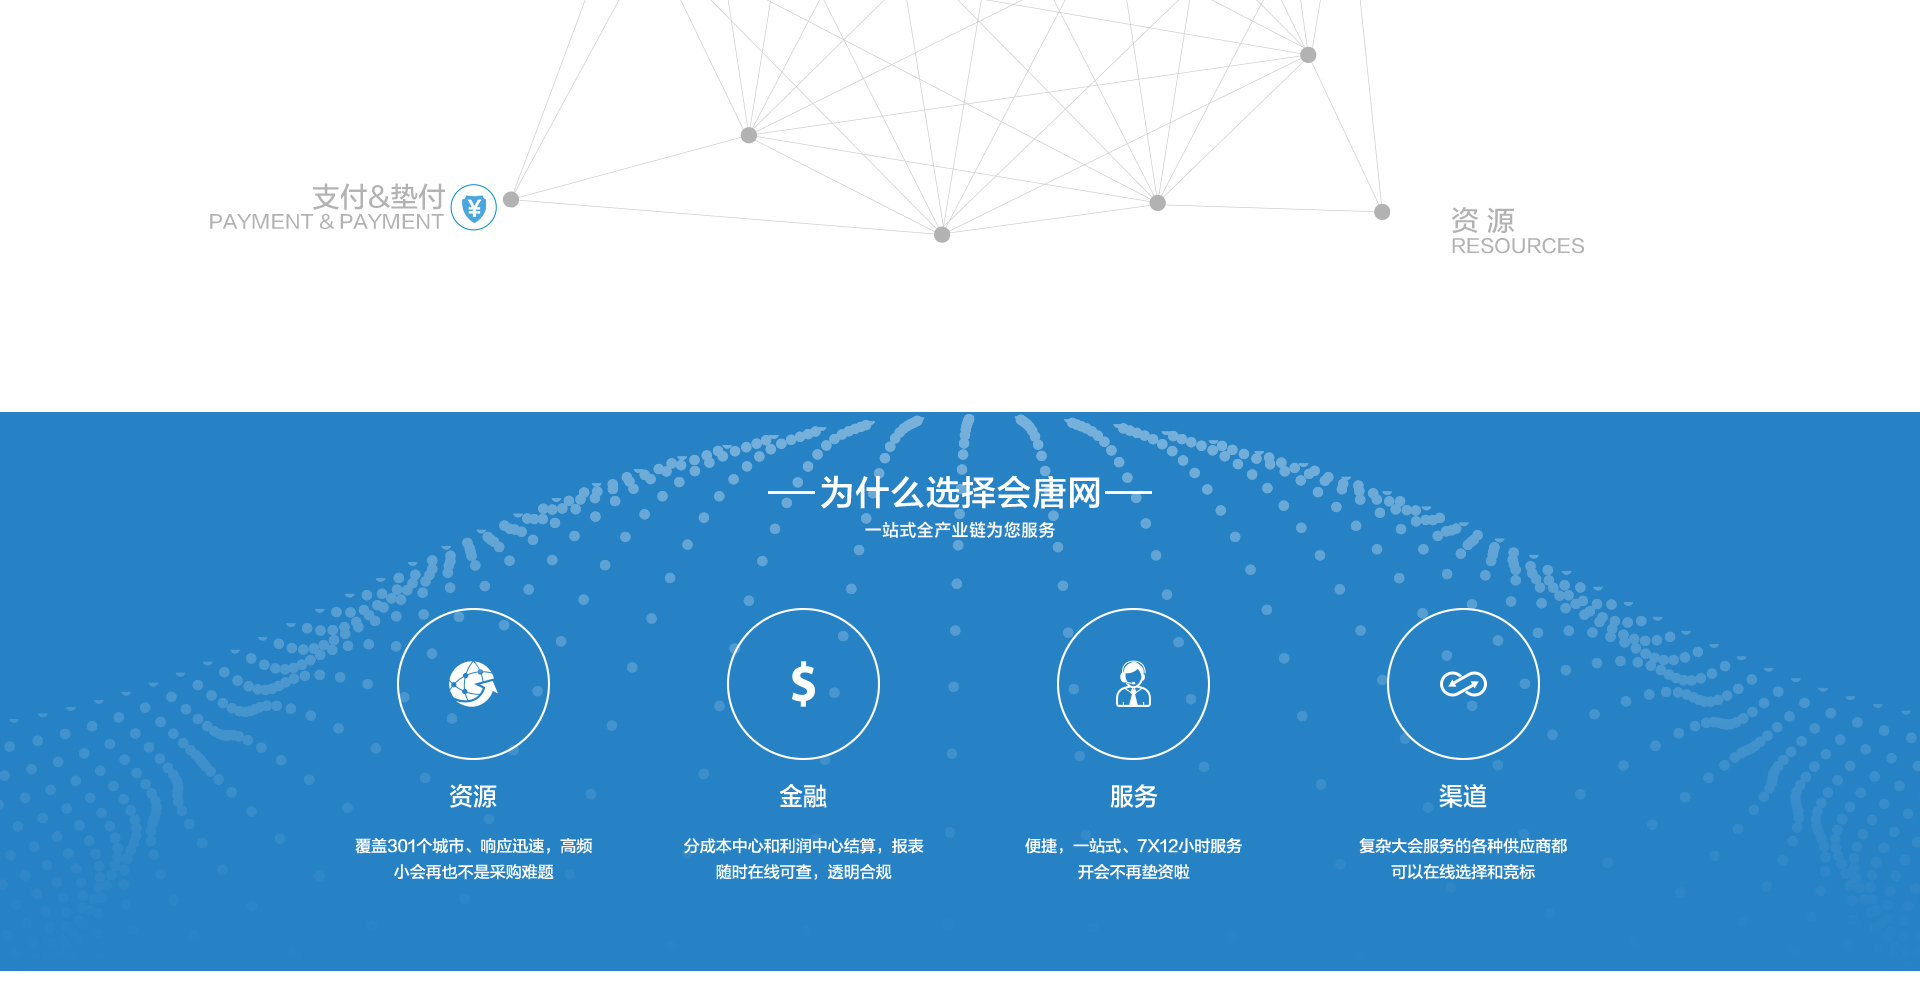 支付&垫付
PAYMENT & PAYMENT
资 源
RESOURCES
为什么选择会唐网
一站式全产业链为您服务
资源
覆盖301个城市、响应迅速，高频
小会再也不是采购难题
金融
分成本中心和利润中心结算，报表
随时在线可查，透明合规
服务
便捷，一站式、7X12小时服务
开会不再垫资啦
渠道
复杂大会服务的各种供应商都
可以在线选择和竞标